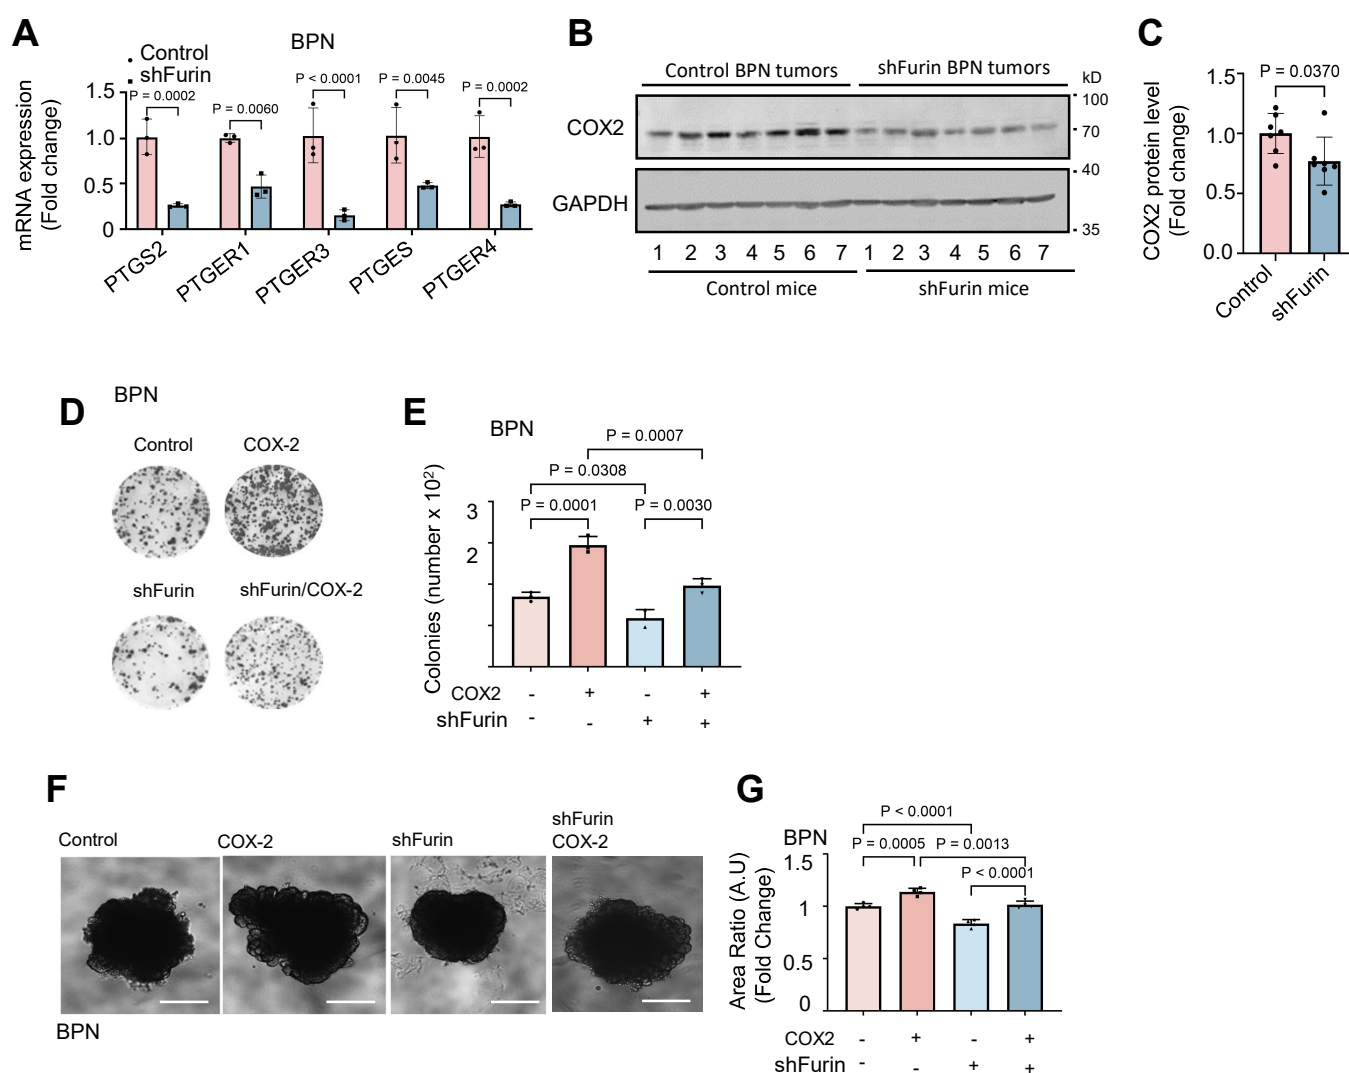 A
BPN
Control
shFurin
mRNA expression
(Fold change)
1.5
1.0
0.5
0
P = 0.0002
P = 0.0060
P < 0.0001
P = 0.0045
P = 0.0002
PTGS2
PTGER1
PTGER3
PTGES
PTGER4
B
Control BPN tumors
shFurin BPN tumors
kD
COX2
100
70
GAPDH
40
35
1 2 3 4 5 6 7 1 2 3 4 5 6 7
Control mice
shFurin mice
C
COX2 protein level
(Fold change)
P = 0.0370
1.5
1.0
0.5
0.0
Control
shFurin
D
BPN
Control
COX-2
shFurin
shFurin/COX-2
E
BPN
Colonies (number x 10²)
P = 0.0007
P = 0.0308
P = 0.0001
P = 0.0030
3
2
COX2 - + - +
shFurin - - + +
F
Control
COX-2
shFurin
shFurin
COX-2
BPN
G
BPN
Area Ratio (A.U)
(Fold Change)
P < 0.0001
P = 0.0005
P = 0.0013
P < 0.0001
1.5
1
0.5
0
COX2 - + - +
shFurin - - + +